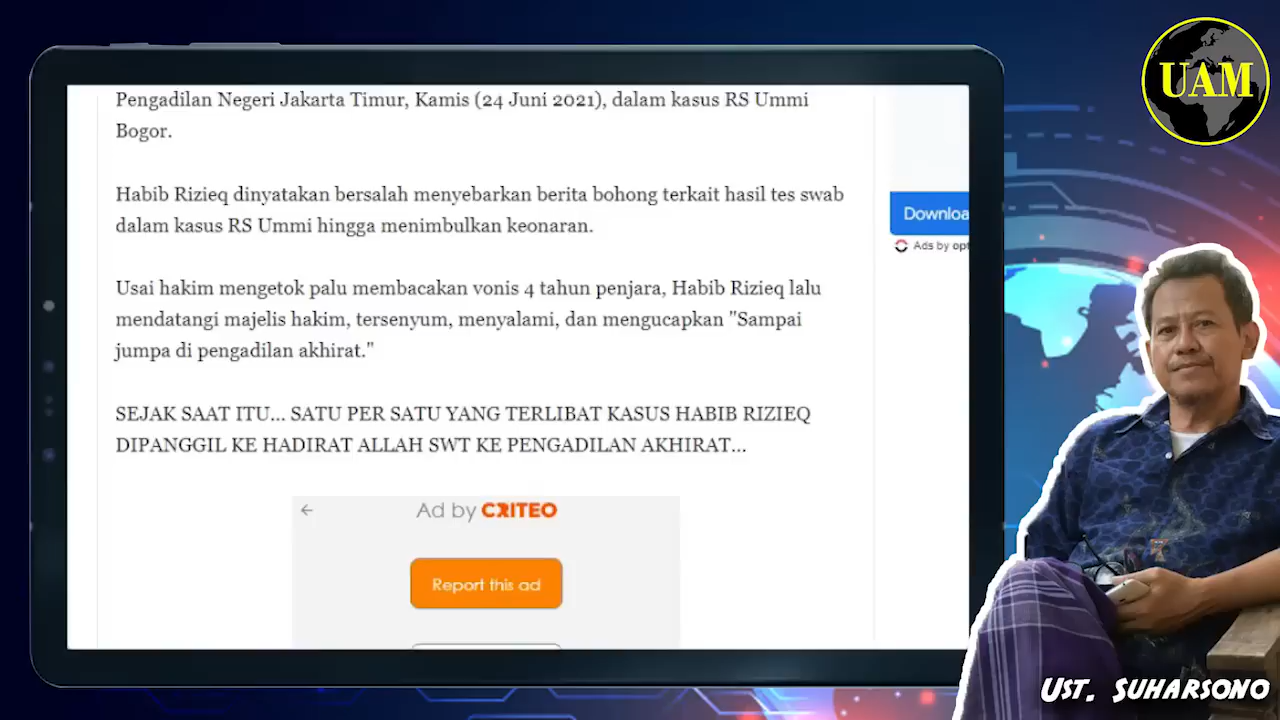 UAM
Pengadilan Negeri Jakarta Timur, Kamis (24 Juni 2021), dalam kasus RS Ummi
Bogor.
Habib Rizieq dinyatakan bersalah menyebarkan berita bohong terkait hasil tes swab
dalam kasus RS Ummi hingga menimbulkan keonaran.
Usai hakim mengetok palu membacakan vonis 4 tahun penjara, Habib Rizieq lalu
mendatangi majelis hakim, tersenyum, menyalami, dan mengucapkan "Sampai
jumpa di pengadilan akhirat."
SEJAK SAAT ITU... SATU PER SATU YANG TERLIBAT KASUS HABIB RIZIEQ
DIPANGGIL KE HADIRAT ALLAH SWT KE PENGADILAN AKHIRAT...
Ad by CRITEO
Report this ad
Downloa
Ads by opt
UST. SUHARSONO